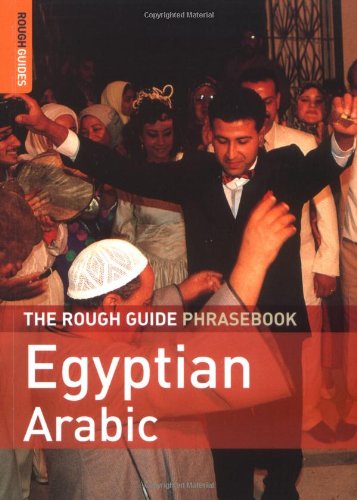 ROUGH GUIDES
Copyrighted Material
THE ROUGH GUIDE PHRASEBOOK
Egyptian
Arabic